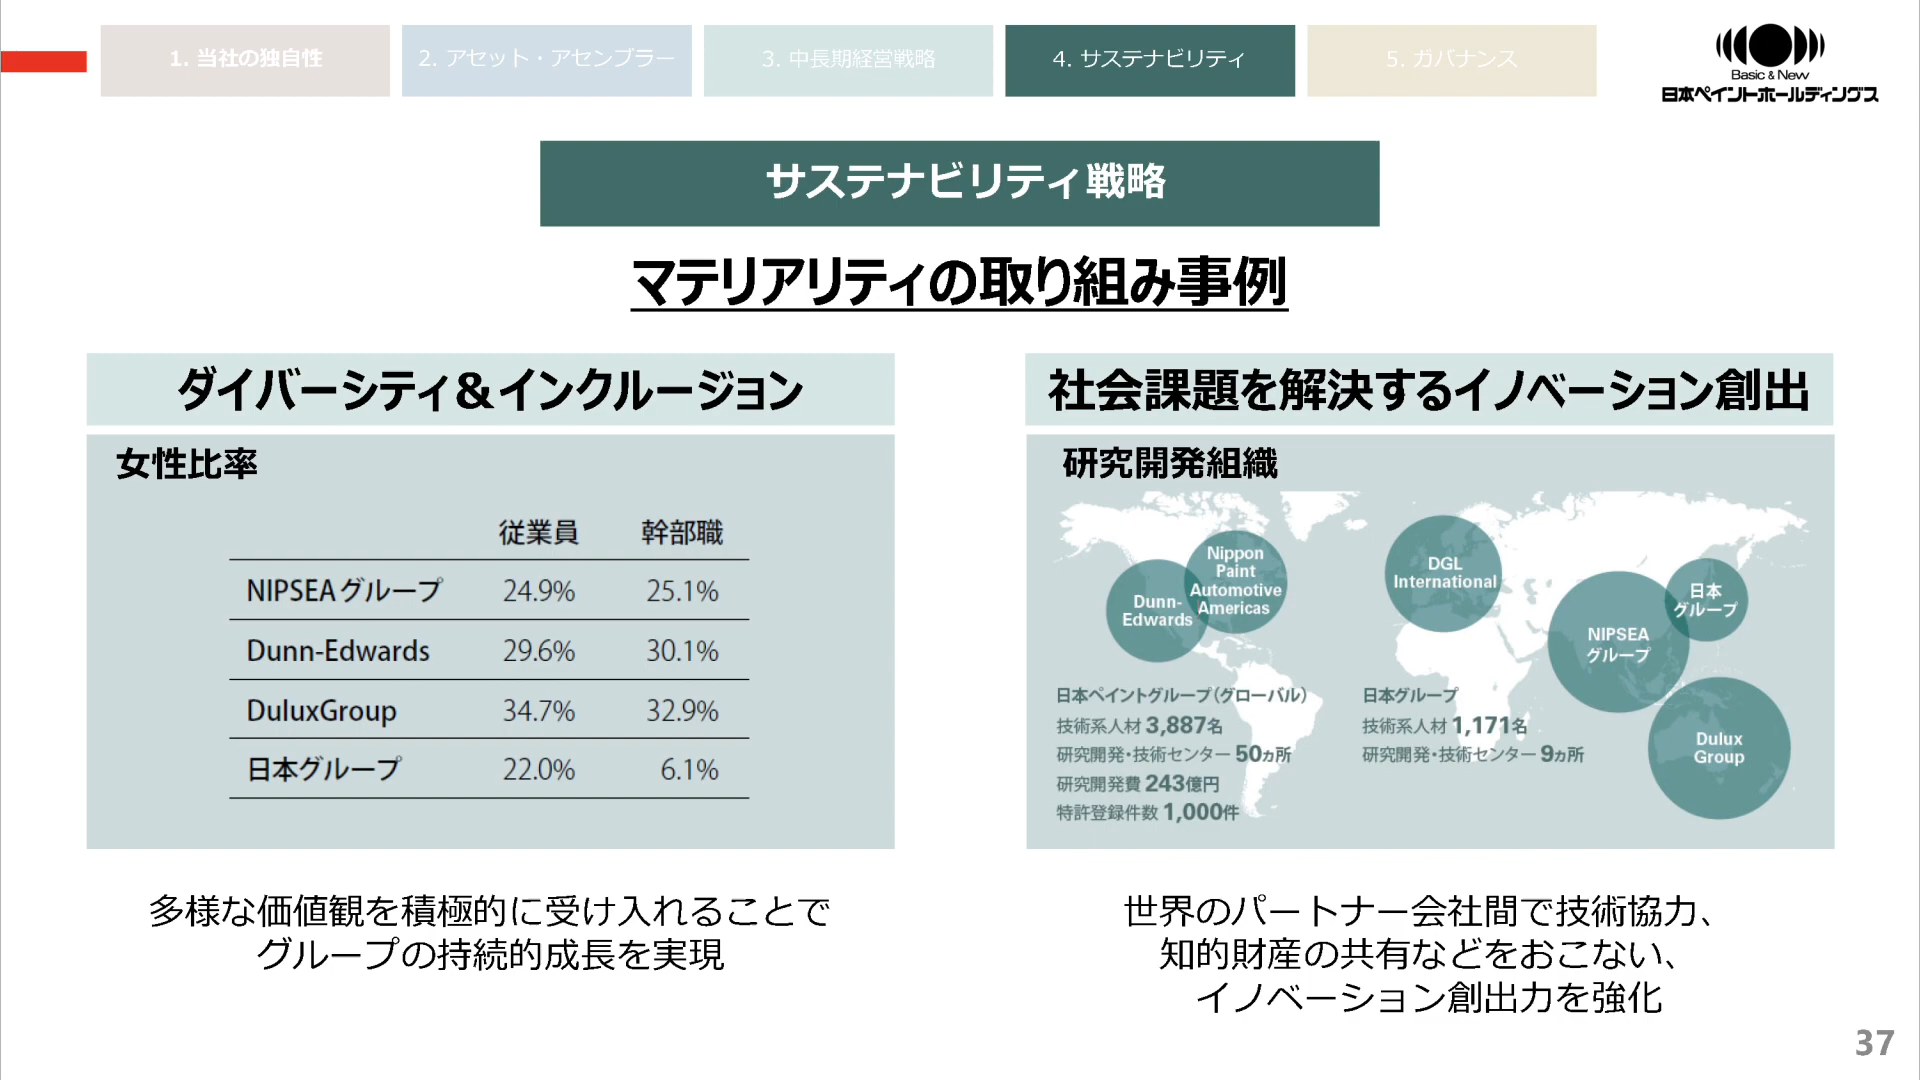 1. 当社の独自性
2. アセット・アセンブラー
3. 中長期経営戦略
4. サステナビリティ
5. ガバナンス
Basic & New
日本ペイントホールディングス
サステナビリティ戦略
マテリアリティの取り組み事例
ダイバーシティ&インクルージョン
女性比率
従業員 幹部職
NIPSEAグループ 24.9% 25.1%
Dunn-Edwards 29.6% 30.1%
DuluxGroup 34.7% 32.9%
日本グループ 22.0% 6.1%
多様な価値観を積極的に受け入れることで
グループの持続的成長を実現
社会課題を解決するイノベーション創出
研究開発組織
Dunn-
Edwards
Nippon
Paint
Automotive
Americas
DGL
International
NIPSEA
グループ
日本
グループ
Dulux
Group
日本ペイントグループ(グローバル)
技術系人材 3,887名
研究開発・技術センター 50ヵ所
研究開発費 243億円
特許登録件数 1,000件
日本グループ
技術系人材 1,171名
研究開発・技術センター 9ヵ所
世界のパートナー会社間で技術協力、
知的財産の共有などをおこない、
イノベーション創出力を強化
37